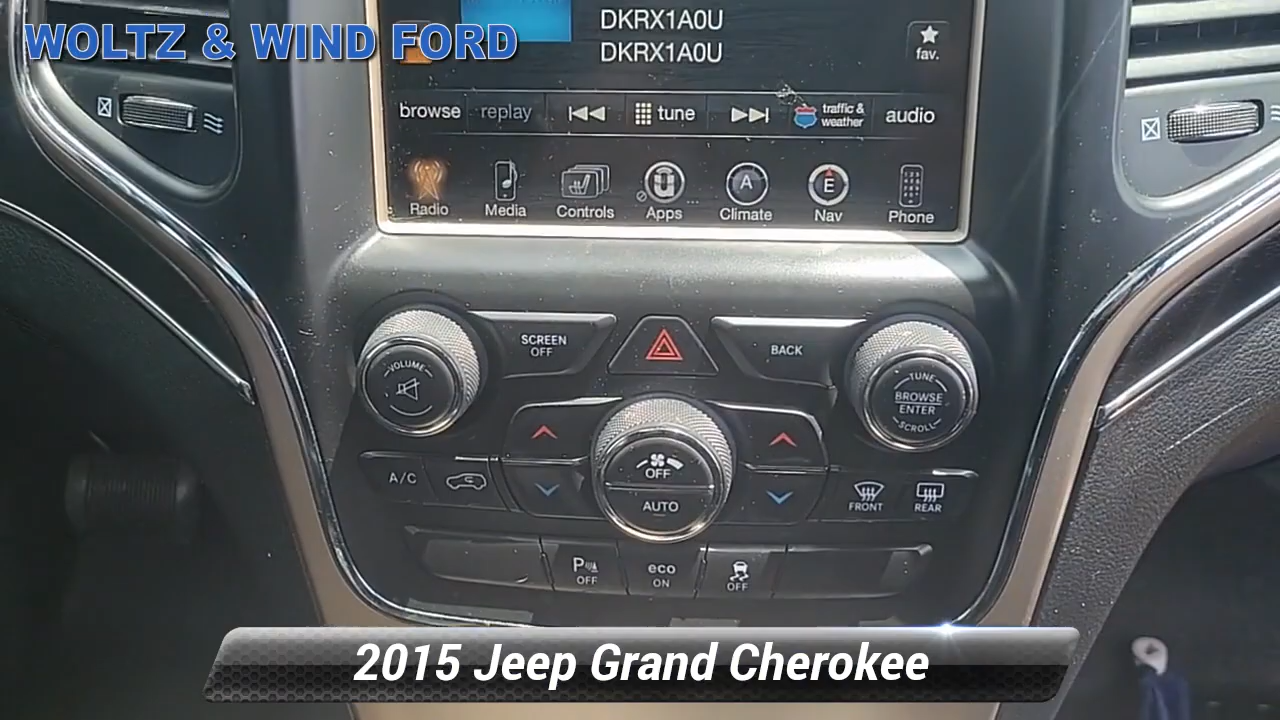 WOLTZ & WIND FORD
DKRX1A0U
DKRX1A0U
fav.
browse replay tune traffic & weather audio
Radio Media Controls Apps Climate Nav Phone
A
E
VOLUME
SCREEN OFF
BACK
TUNE
BROWSE
ENTER
SCROLL
OFF
AUTO
A/C
FRONT
REAR
P OFF
eco ON
OFF
2015 Jeep Grand Cherokee